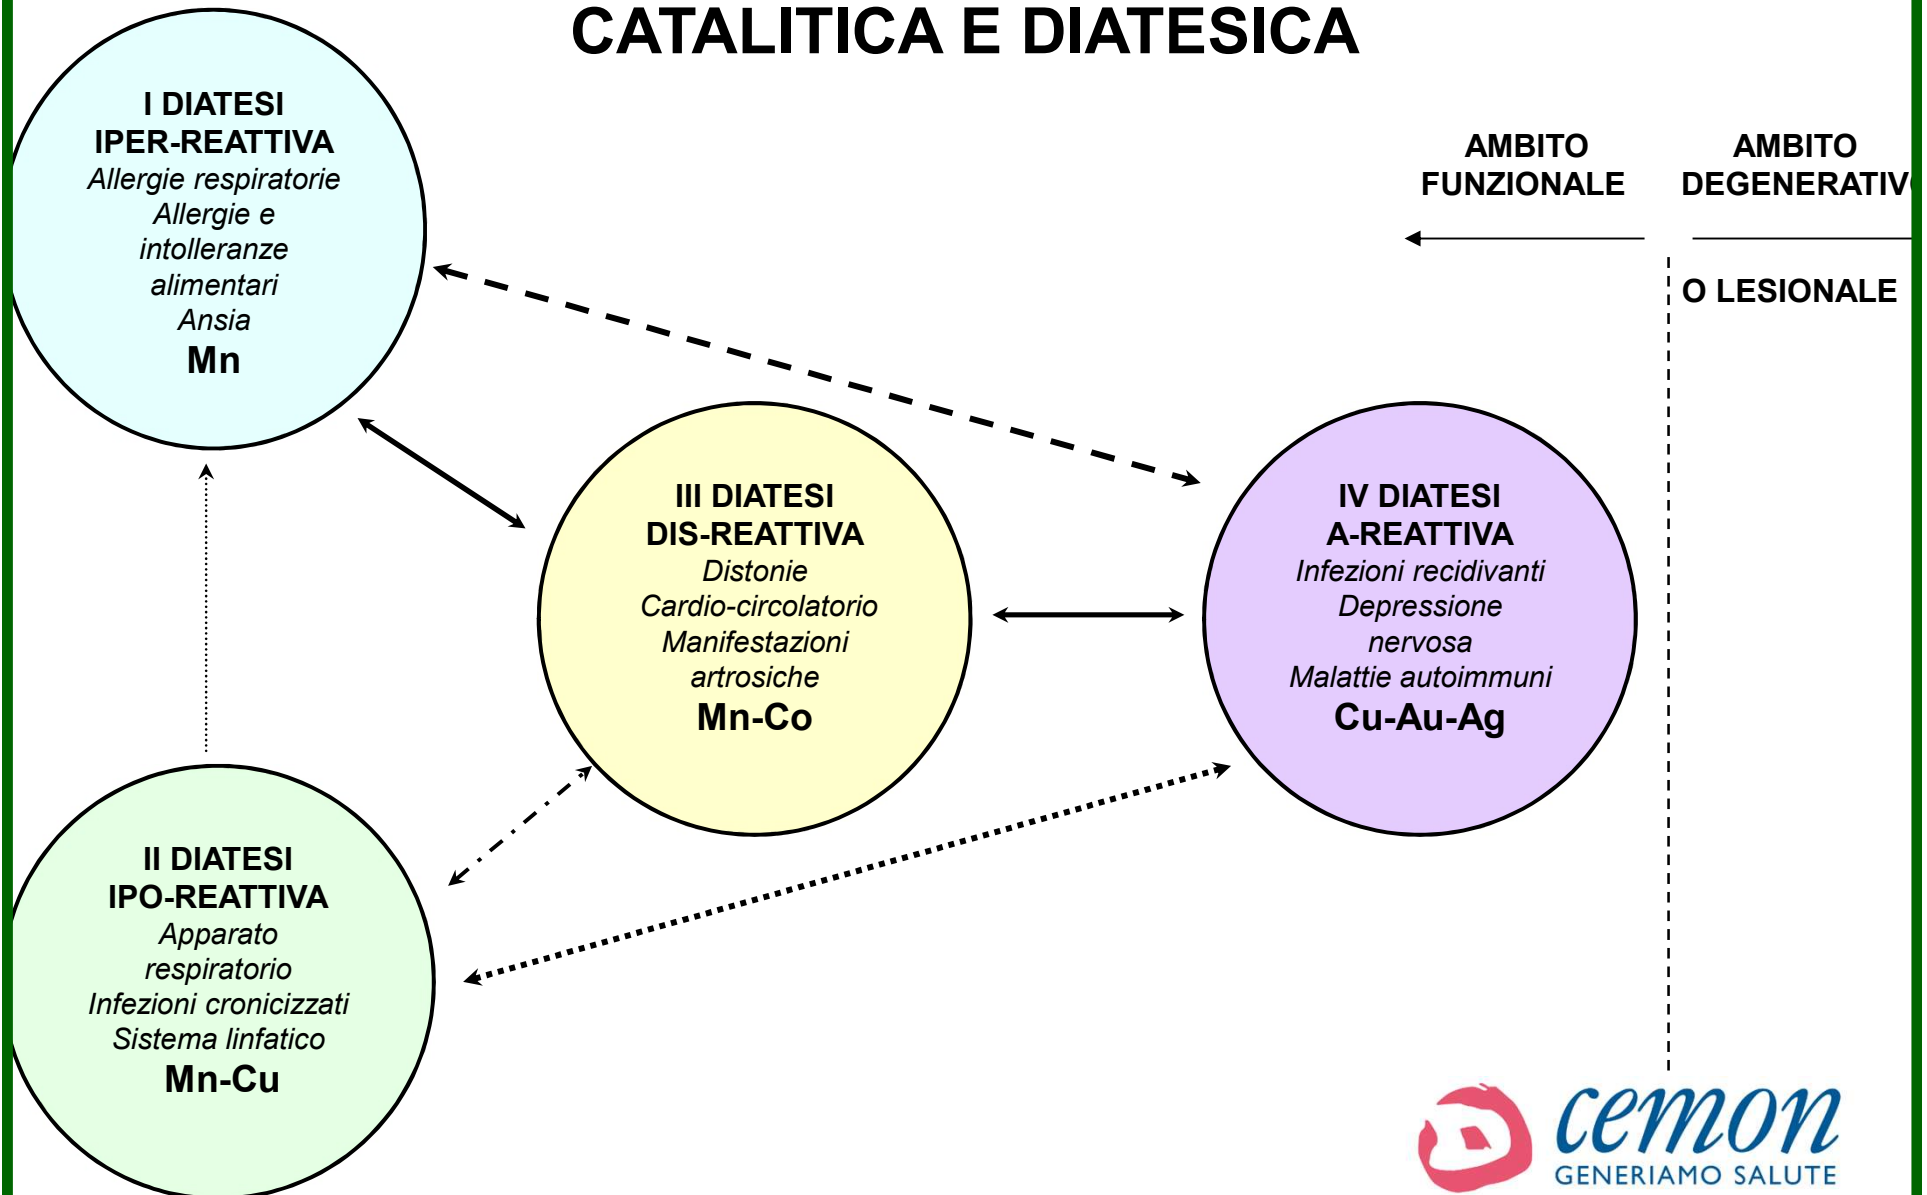 CATALITICA E DIATESICA
I DIATESI
IPER-REATTIVA
Allergie respiratorie
Allergie e
intolleranze
alimentari
Ansia
Mn
AMBITO
FUNZIONALE
AMBITO
DEGENERATIVO
O LESIONALE
III DIATESI
DIS-REATTIVA
Distonie
Cardio-circolatorio
Manifestazioni
artrosiche
Mn-Co
IV DIATESI
A-REATTIVA
Infezioni recidivanti
Depressione
nervosa
Malattie autoimmuni
Cu-Au-Ag
II DIATESI
IPO-REATTIVA
Apparato
respiratorio
Infezioni cronicizzati
Sistema linfatico
Mn-Cu
cemon
GENERIAMO SALUTE